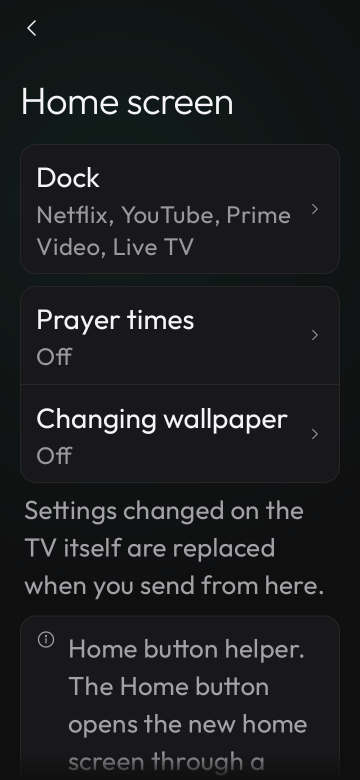 Home screen
Dock
Netflix, YouTube, Prime
Video, Live TV
Prayer times
Off
Changing wallpaper
Off
Settings changed on the
TV itself are replaced
when you send from here.
Home button helper.
The Home button
opens the new home
screen through a